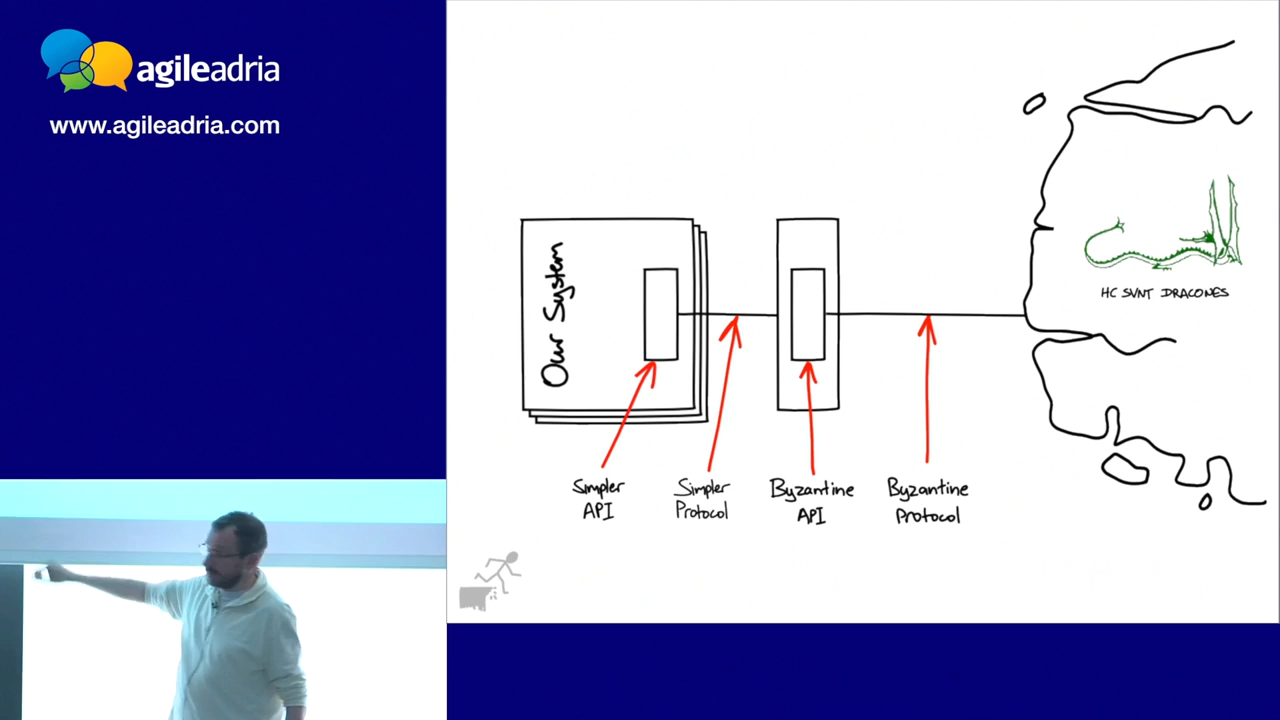 agileadria
www.agileadria.com
Our System
HC SVNT DRACONES
Simpler
API
Simpler
Protocol
Byzantine
API
Byzantine
Protocol